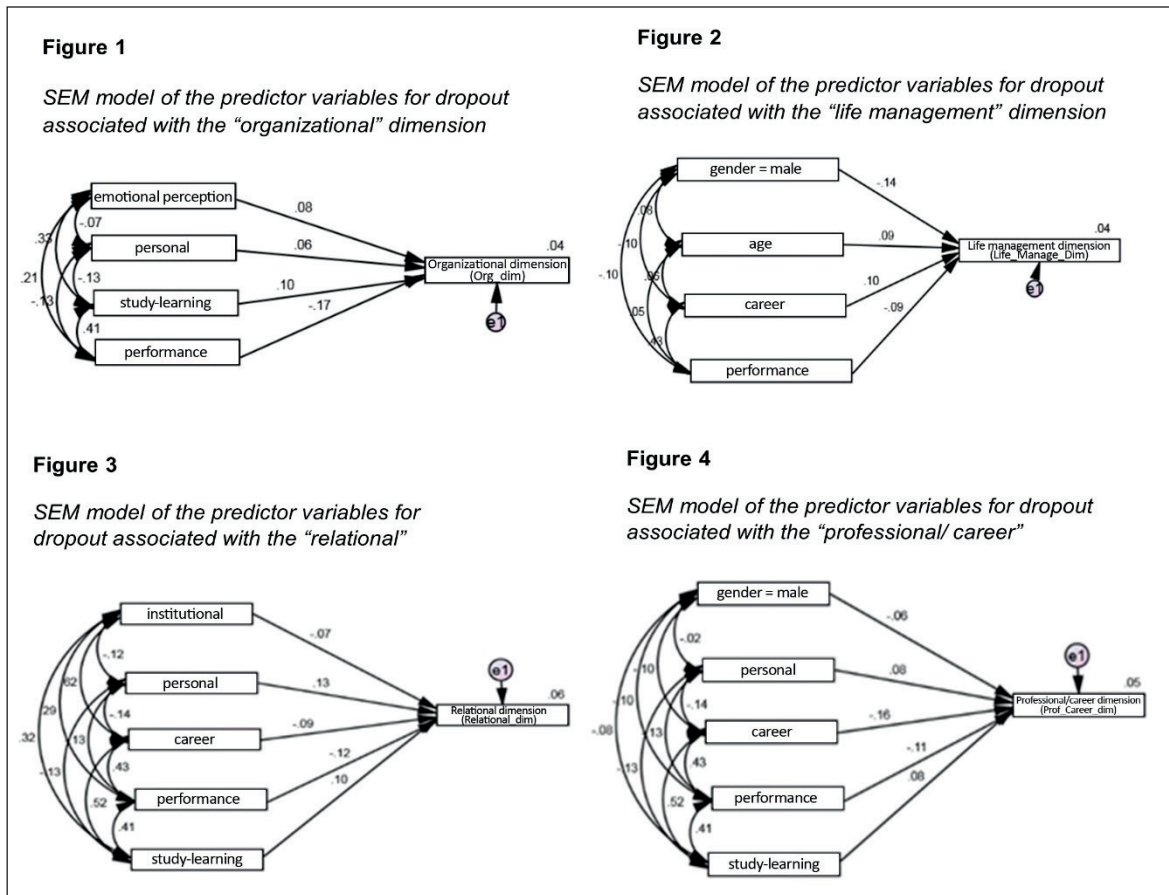 Figure 1
SEM model of the predictor variables for dropout
associated with the “organizational” dimension
emotional perception
personal
study-learning
performance
-.07
.33
-.13
.21
-.13
.41
.08
.06
.10
-.17
.04
Organizational dimension
(Org_dim)
e1
Figure 2
SEM model of the predictor variables for dropout
associated with the “life management” dimension
gender = male
age
career
performance
.08
-.10
.05
-.10
.05
.43
-.14
.09
.10
-.09
.04
Life management dimension
(Life_Manage_Dim)
e1
Figure 3
SEM model of the predictor variables for
dropout associated with the “relational”
institutional
personal
career
performance
study-learning
-.12
.62
-.14
.29
.13
.43
.32
-.13
.52
.41
-.07
.13
-.09
-.12
.10
e1
.06
Relational dimension
(Relational_dim)
Figure 4
SEM model of the predictor variables for dropout
associated with the “professional/ career”
gender = male
personal
career
performance
study-learning
-.02
-.10
-.14
-.10
.13
.43
-.08
-.13
.52
.41
-.06
.08
-.16
-.11
.08
e1
.05
Professional/career dimension
(Prof_Career_dim)